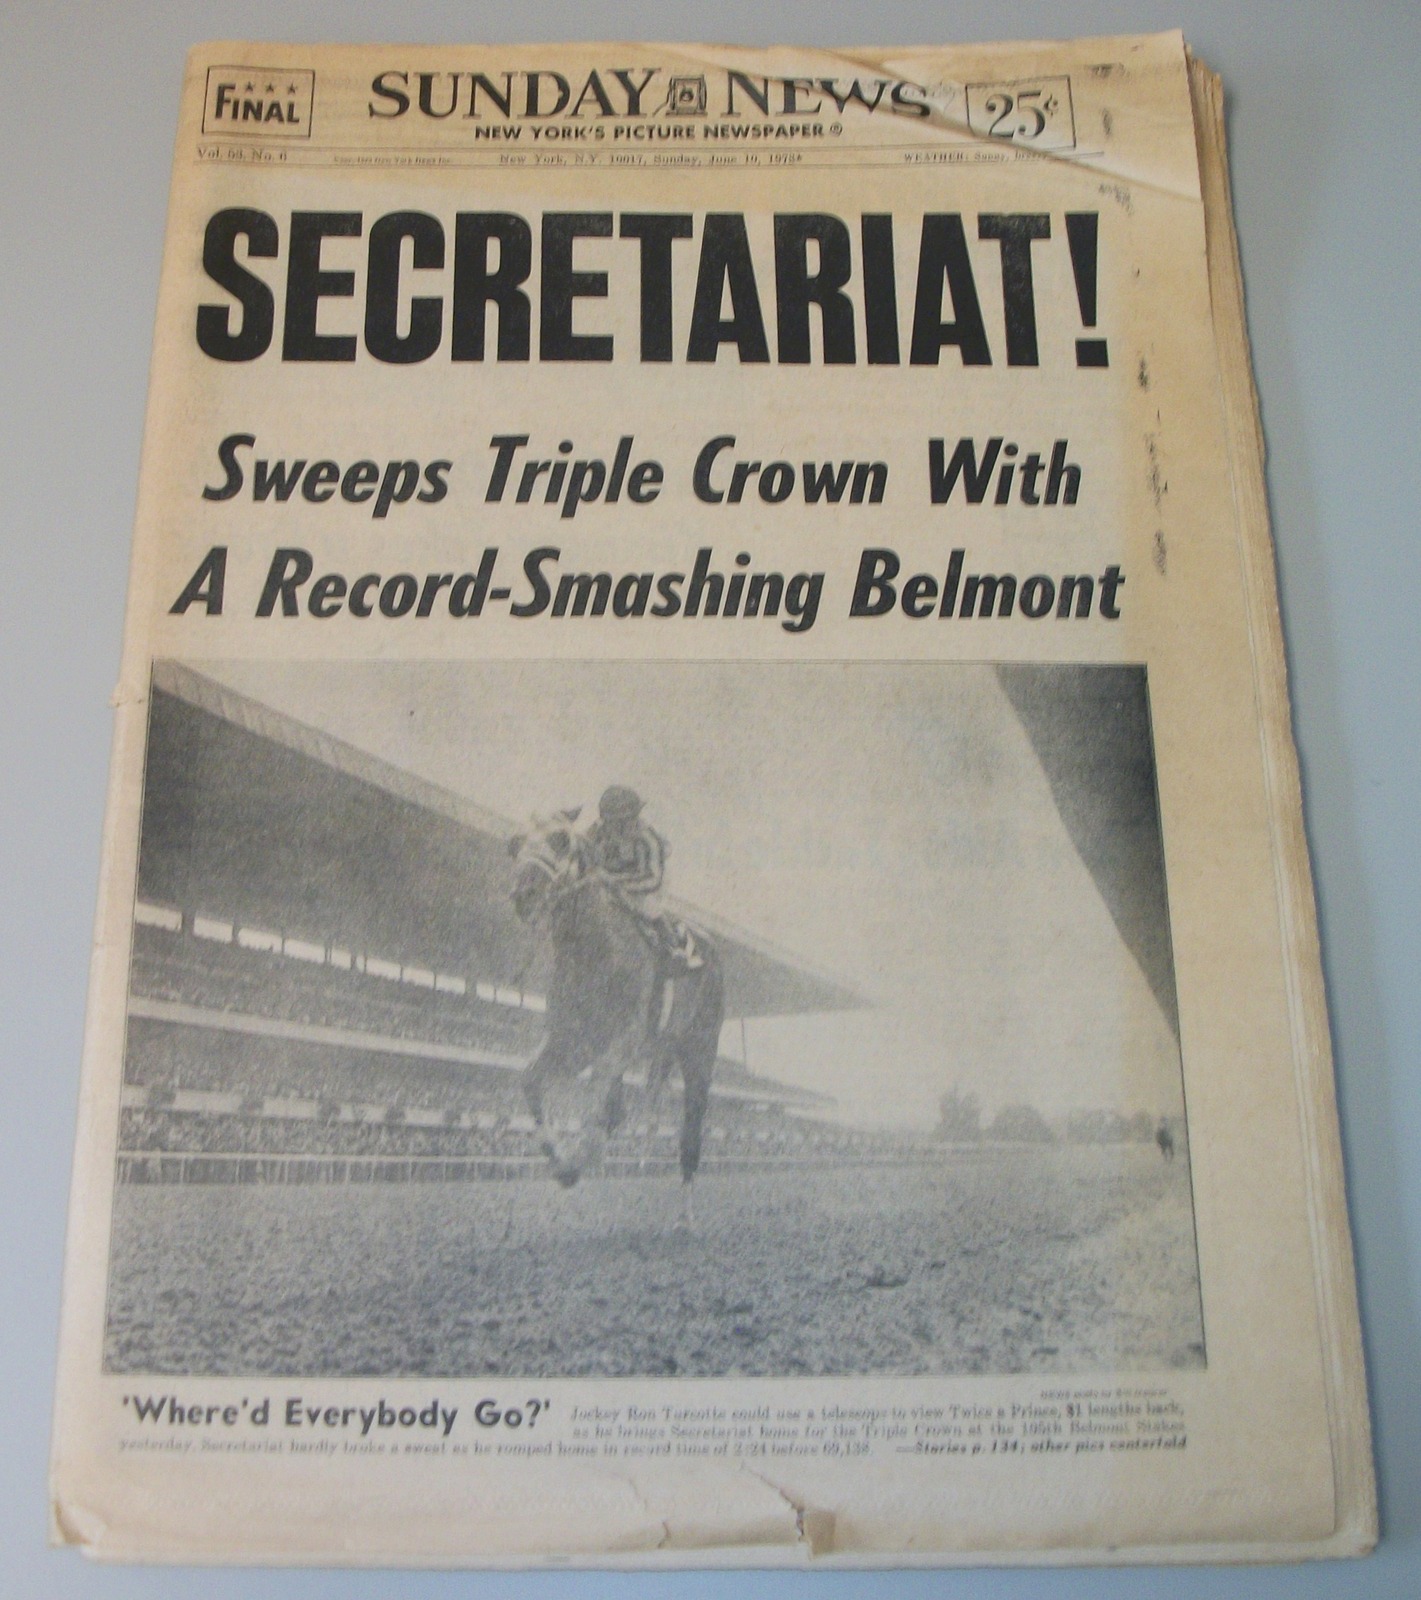 ★ ★ ★
FINAL
SUNDAY NEWS
NEW YORK'S PICTURE NEWSPAPER ®
25¢
Vol. 53. No. 6
New York, N.Y. 10017, Sunday, June 10, 1973*
WEATHER: Sunny,
SECRETARIAT!
Sweeps Triple Crown With
A Record-Smashing Belmont
'Where'd Everybody Go?'
Jockey Ron Turcotte could use a telescope to view Twice a Prince, 31 lengths back,
as he brings Secretariat home for the Triple Crown at the 105th Belmont Stakes
yesterday. Secretariat hardly broke a sweat as he romped home in record time of 2:24 before 69,138.
—Stories p. 134; other pics centerfold